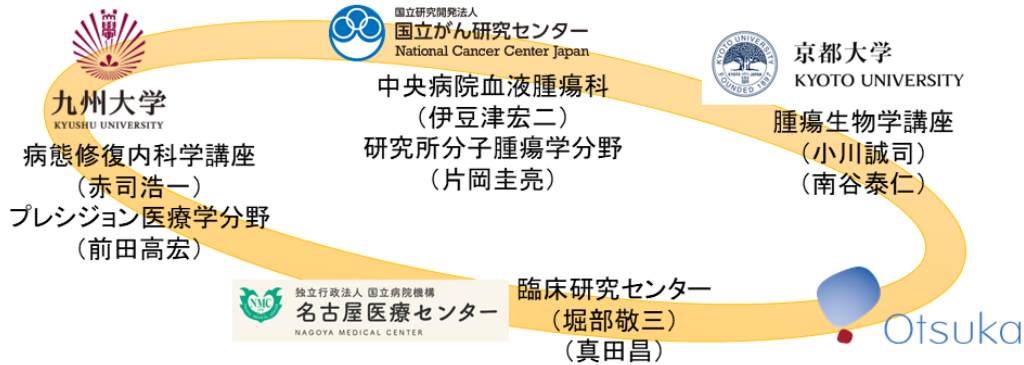 九州大学
KYUSHU UNIVERSITY
病態修復内科学講座
（赤司浩一）
プレシジョン医療学分野
（前田高宏）
国立研究開発法人
国立がん研究センター
National Cancer Center Japan
中央病院血液腫瘍科
（伊豆津宏二）
研究所分子腫瘍学分野
（片岡圭亮）
KYOTO UNIVERSITY
FOUNDED 1897
京都大学
KYOTO UNIVERSITY
腫瘍生物学講座
（小川誠司）
（南谷泰仁）
NMC
独立行政法人 国立病院機構
名古屋医療センター
NAGOYA MEDICAL CENTER
臨床研究センター
（堀部敬三）
（真田昌）
Otsuka